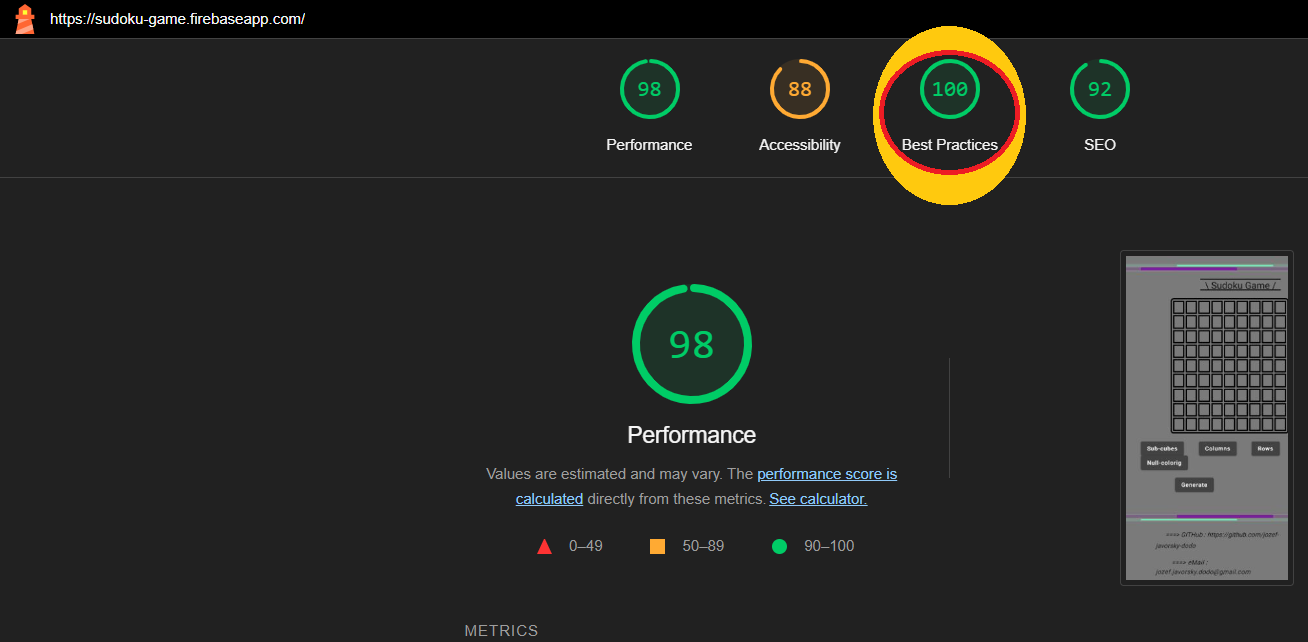 https://sudoku-game.firebaseapp.com/
98
88
100
92
Performance
Accessibility
Best Practices
SEO
98
Performance
Values are estimated and may vary. The performance score is
calculated directly from these metrics. See calculator.
0–49
50–89
90–100
METRICS
\ Sudoku Game /
Sub-cubes
Columns
Rows
Null-colorig
Generate
»»»» GITHub : https://github.com/jozef-
javorsky-dodo
»»»» eMail :
jozef.javorsky.dodo@gmail.com